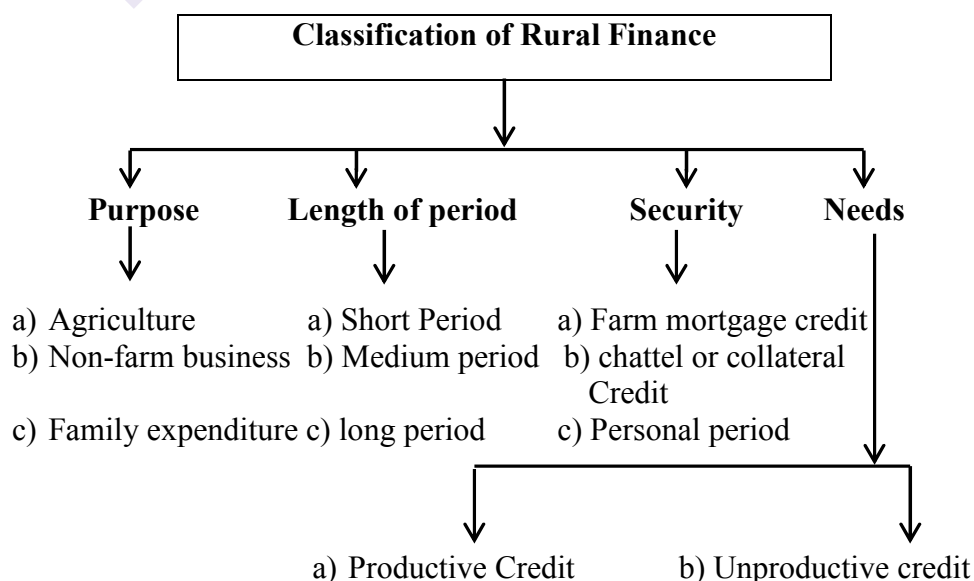 Classification of Rural Finance
Purpose Length of period Security Needs
a) Agriculture a) Short Period a) Farm mortgage credit
b) Non-farm business b) Medium period b) chattel or collateral
Credit
c) Family expenditure c) long period c) Personal period
a) Productive Credit b) Unproductive credit